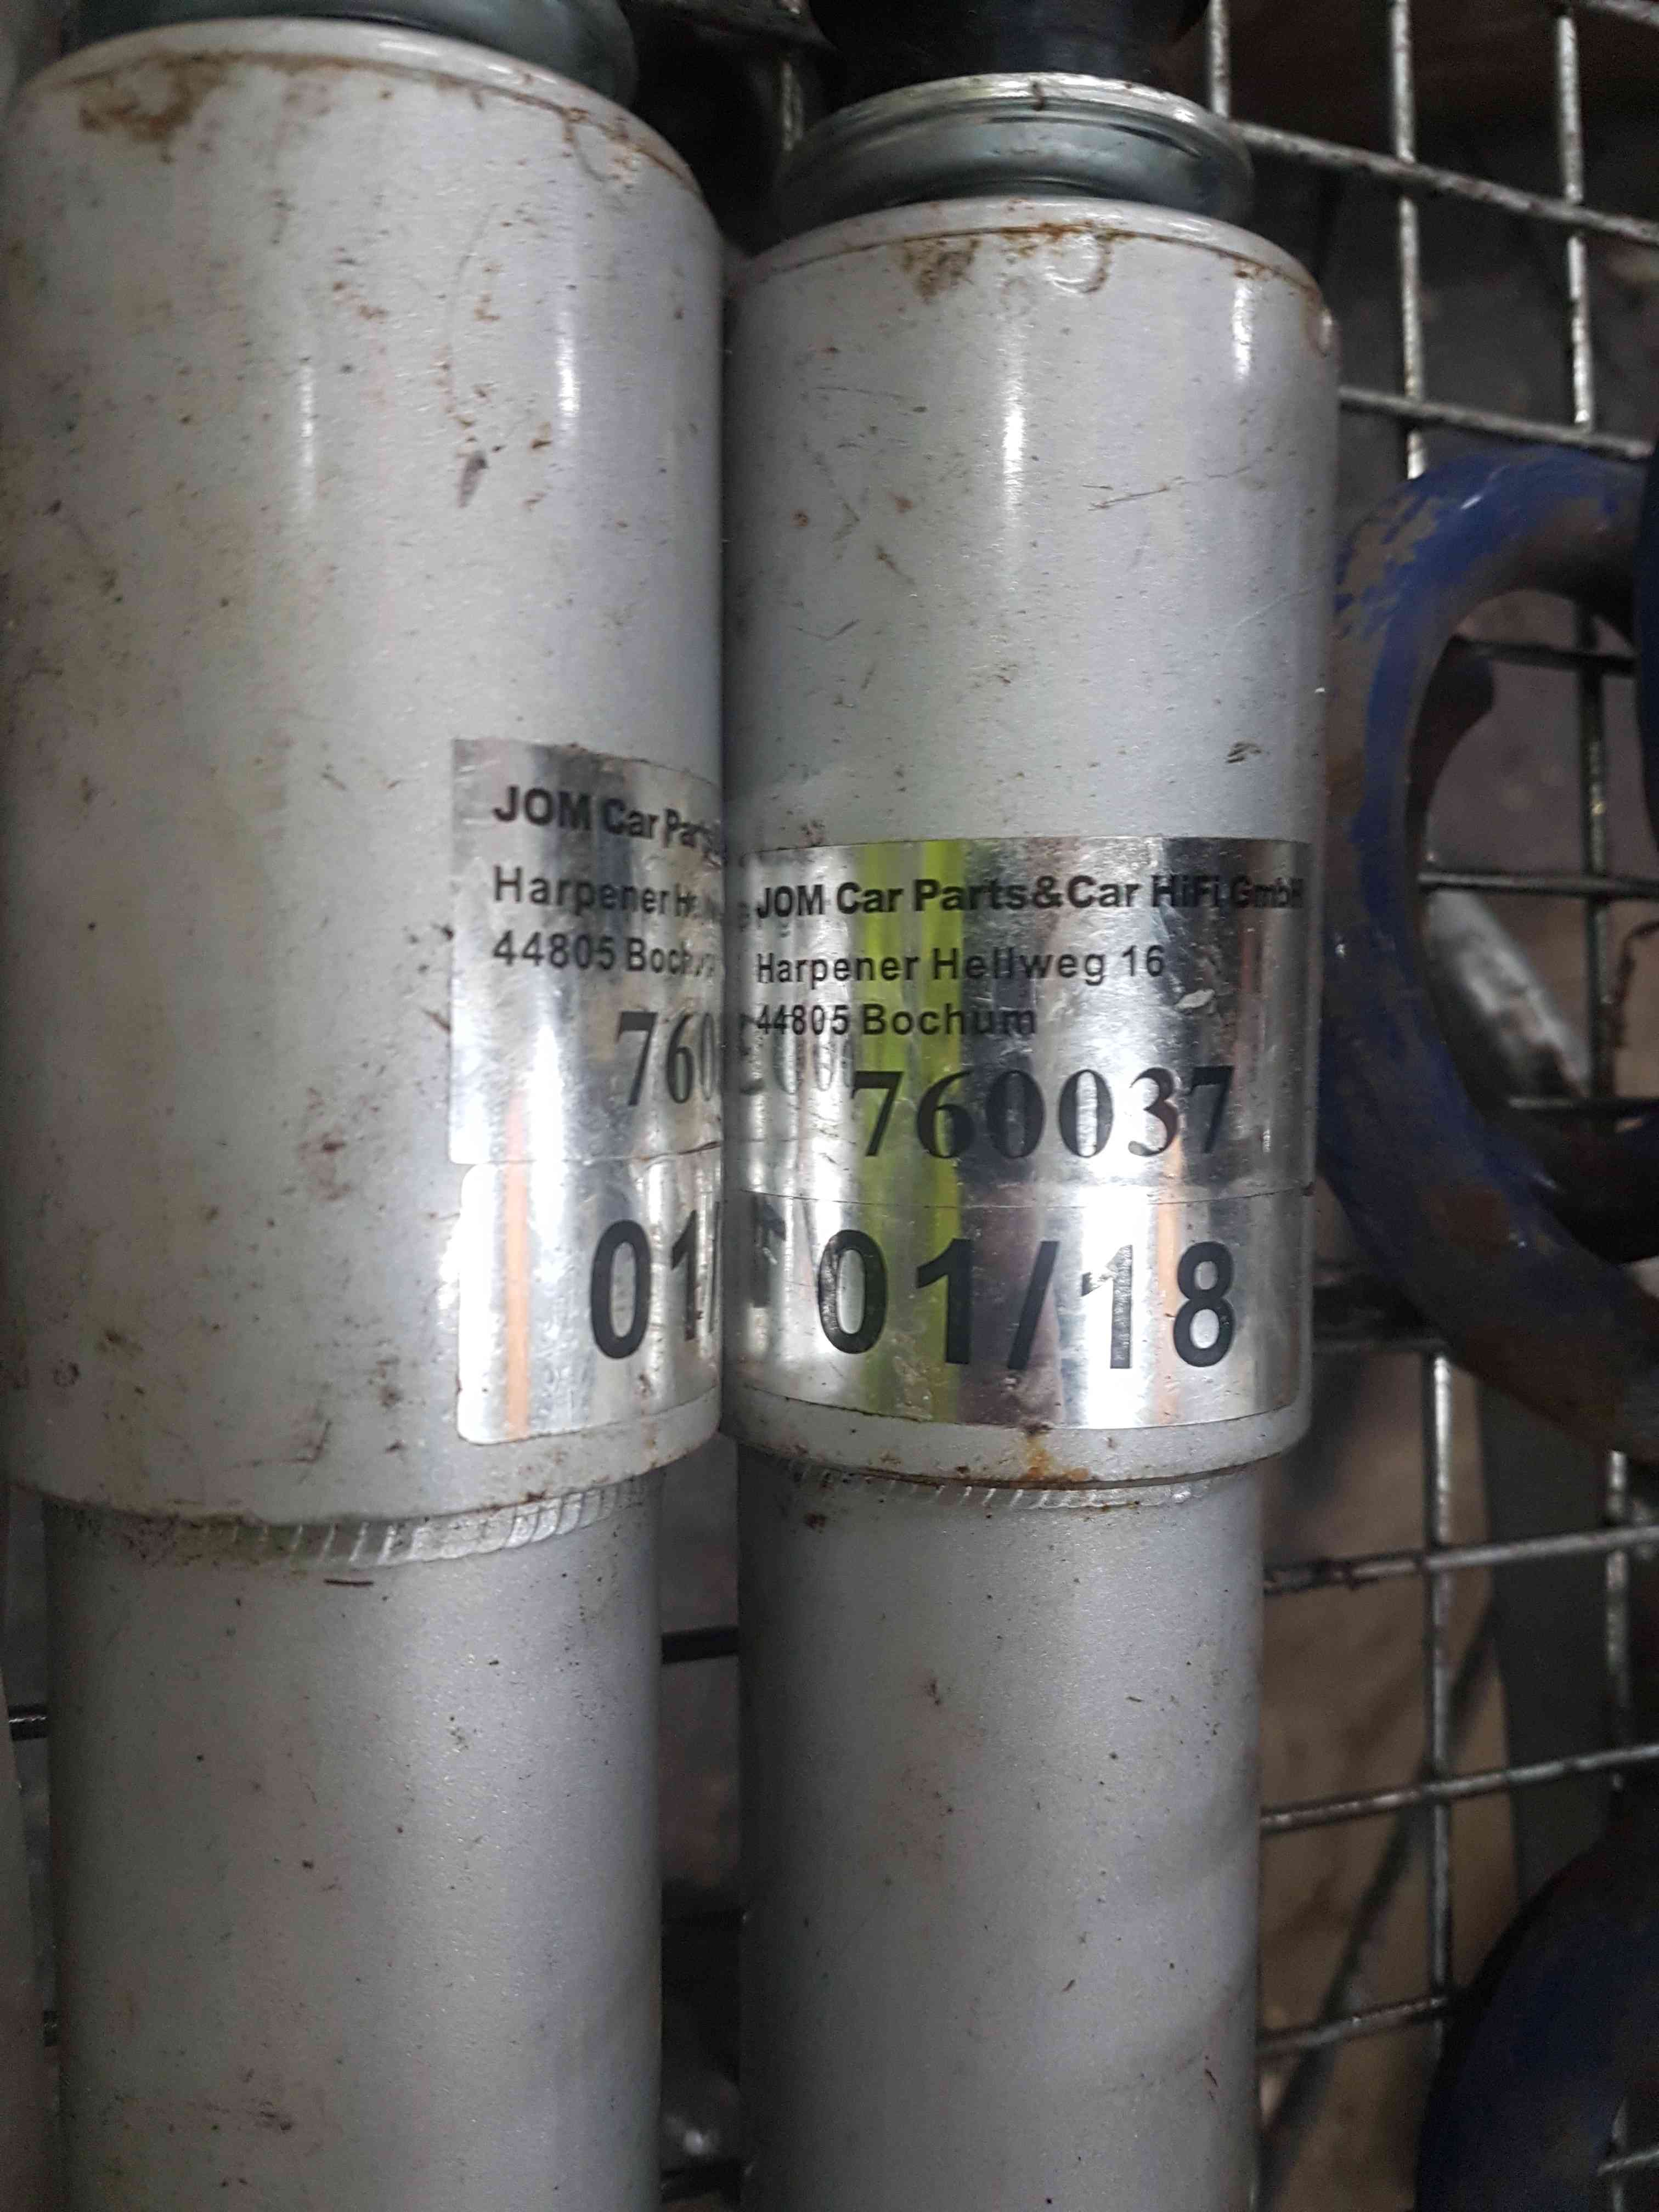 JOM Car Parts
Harpener
44805 Bochum
760
01/
JOM Car Parts&Car HiFi GmbH
Harpener Hellweg 16
44805 Bochum
760037
01/18